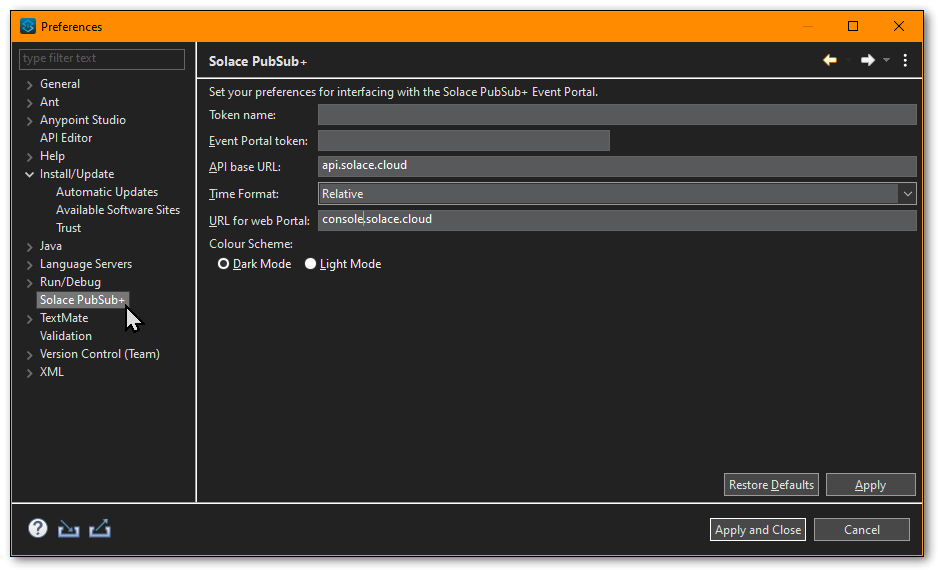 Preferences
type filter text
General
Ant
Anypoint Studio
API Editor
Help
Install/Update
Automatic Updates
Available Software Sites
Trust
Java
Language Servers
Run/Debug
Solace PubSub+
TextMate
Validation
Version Control (Team)
XML
Solace PubSub+
Set your preferences for interfacing with the Solace PubSub+ Event Portal.
Token name:
Event Portal token:
API base URL: api.solace.cloud
Time Format: Relative
URL for web Portal: console.solace.cloud
Colour Scheme:
Dark Mode Light Mode
Restore Defaults Apply
Apply and Close Cancel